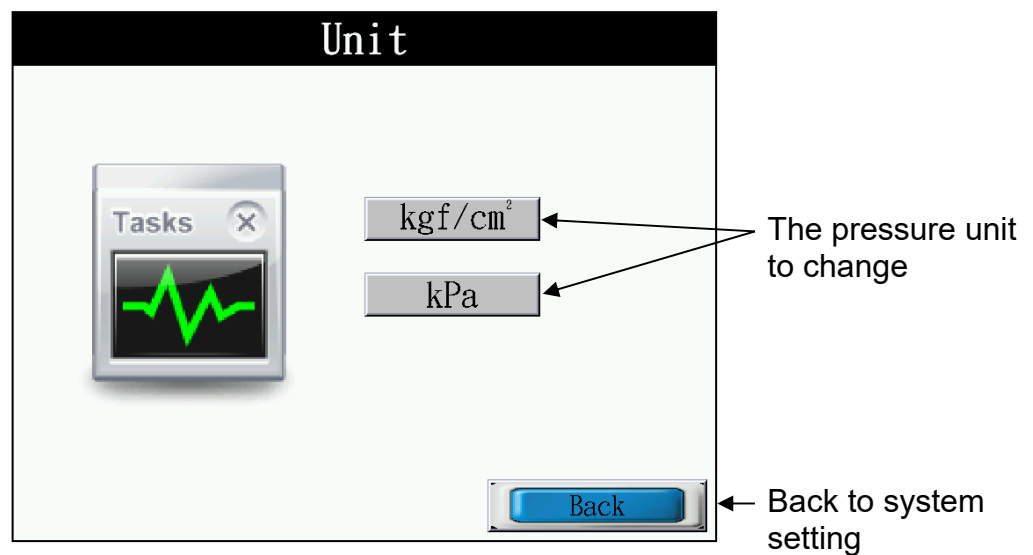 Unit
Tasks
kgf/cm²
The pressure unit
to change
kPa
Back
Back to system
setting